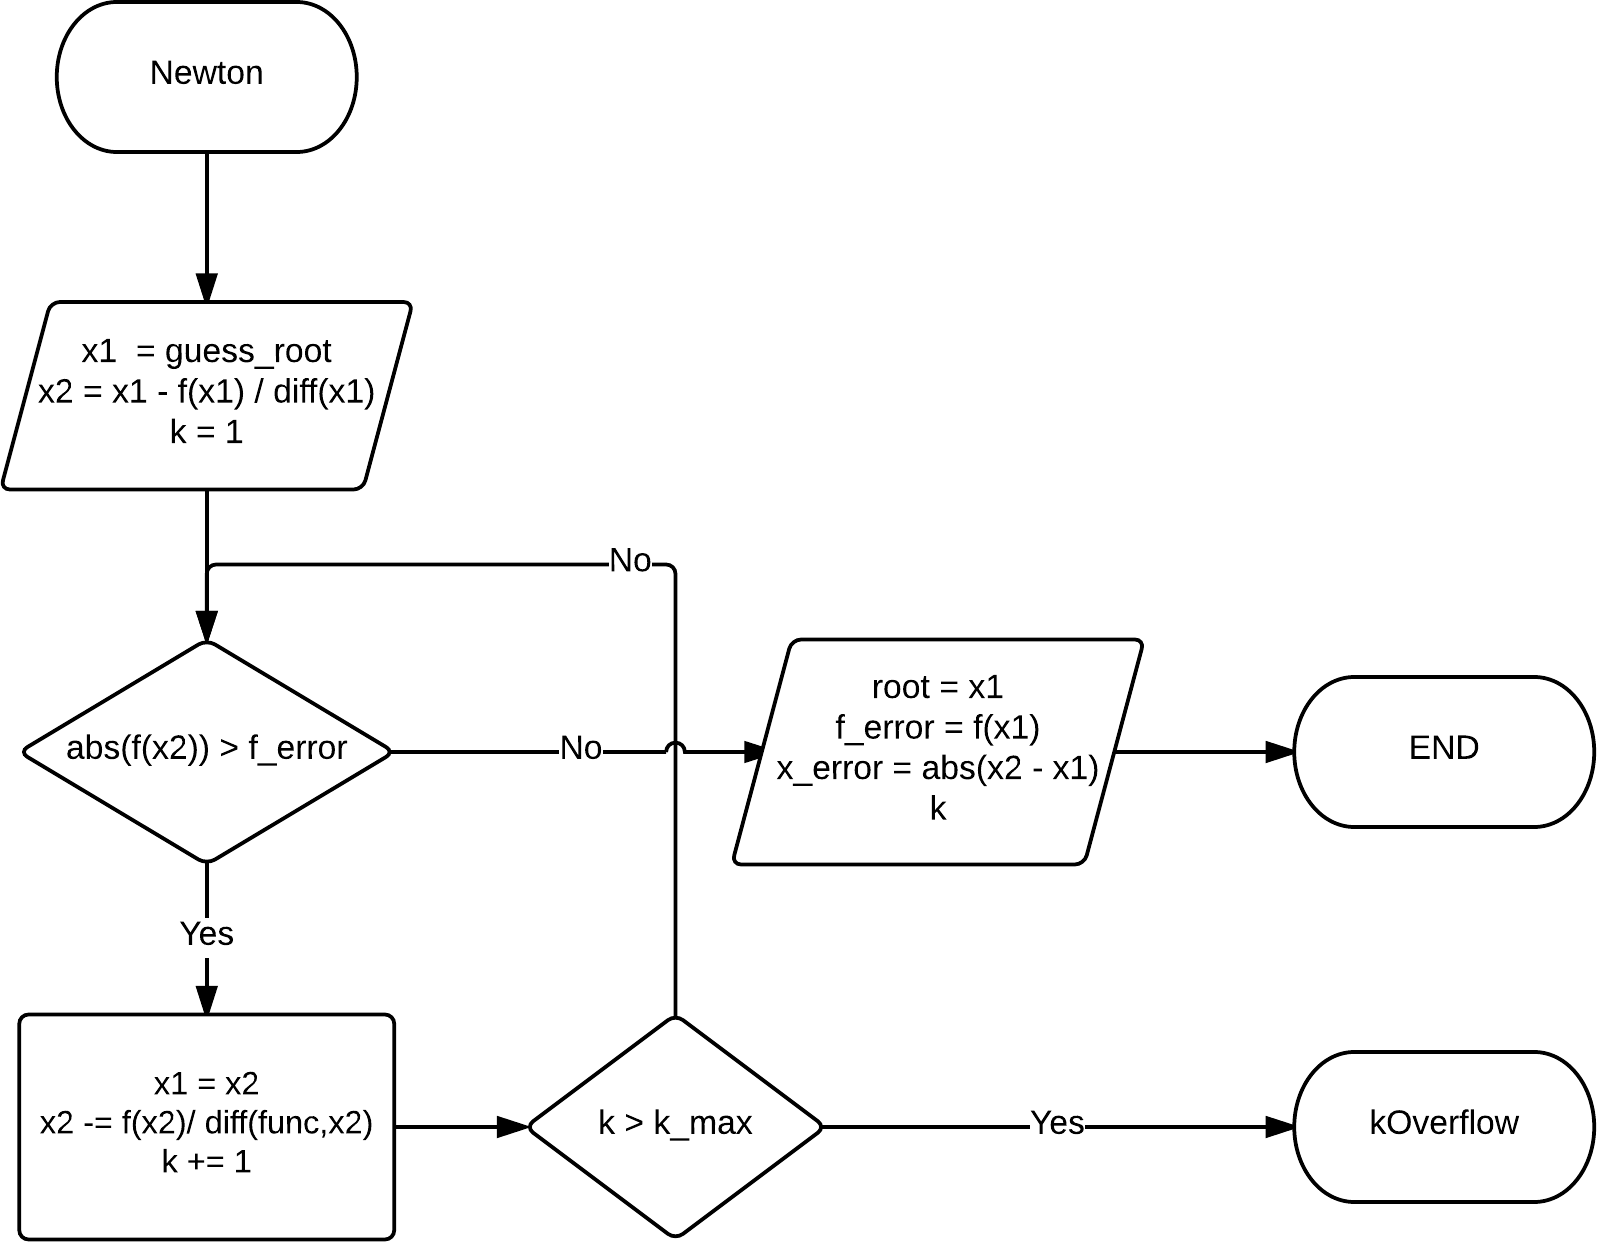 Newton
x1  = guess_root
x2 = x1 - f(x1) / diff(x1)
k = 1
No
abs(f(x2)) > f_error
No
root = x1
f_error = f(x1)
x_error = abs(x2 - x1)
k
END
Yes
x1 = x2
x2 -= f(x2)/ diff(func,x2)
k += 1
k > k_max
Yes
kOverflow